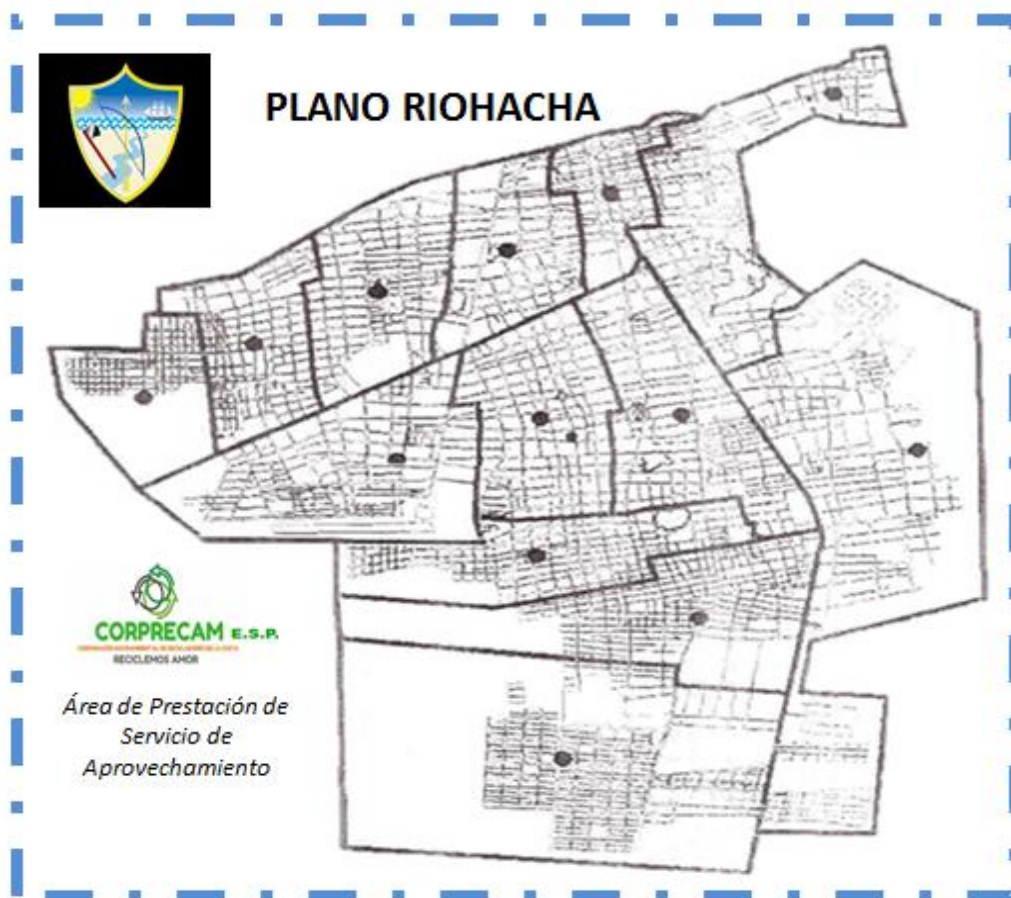 PLANO RIOHACHA
CORPRECAM E.S.P.
RECICLEMOS AMOR
Área de Prestación de
Servicio de
Aprovechamiento